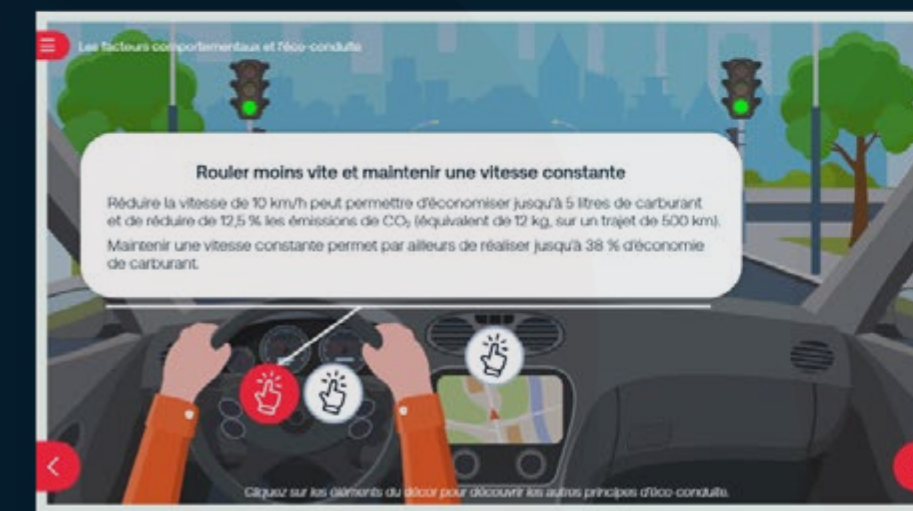 Les facteurs comportementaux et l'éco-conduite
Rouler moins vite et maintenir une vitesse constante
Réduire la vitesse de 10 km/h peut permettre d'économiser jusqu'à 5 litres de carburant
et de réduire de 12,5 % les émissions de CO₂ (équivalent de 12 kg, sur un trajet de 500 km).
Maintenir une vitesse constante permet par ailleurs de réaliser jusqu'à 38 % d'économie
de carburant.
Cliquez sur les éléments du décor pour découvrir les autres principes d'éco-conduite.